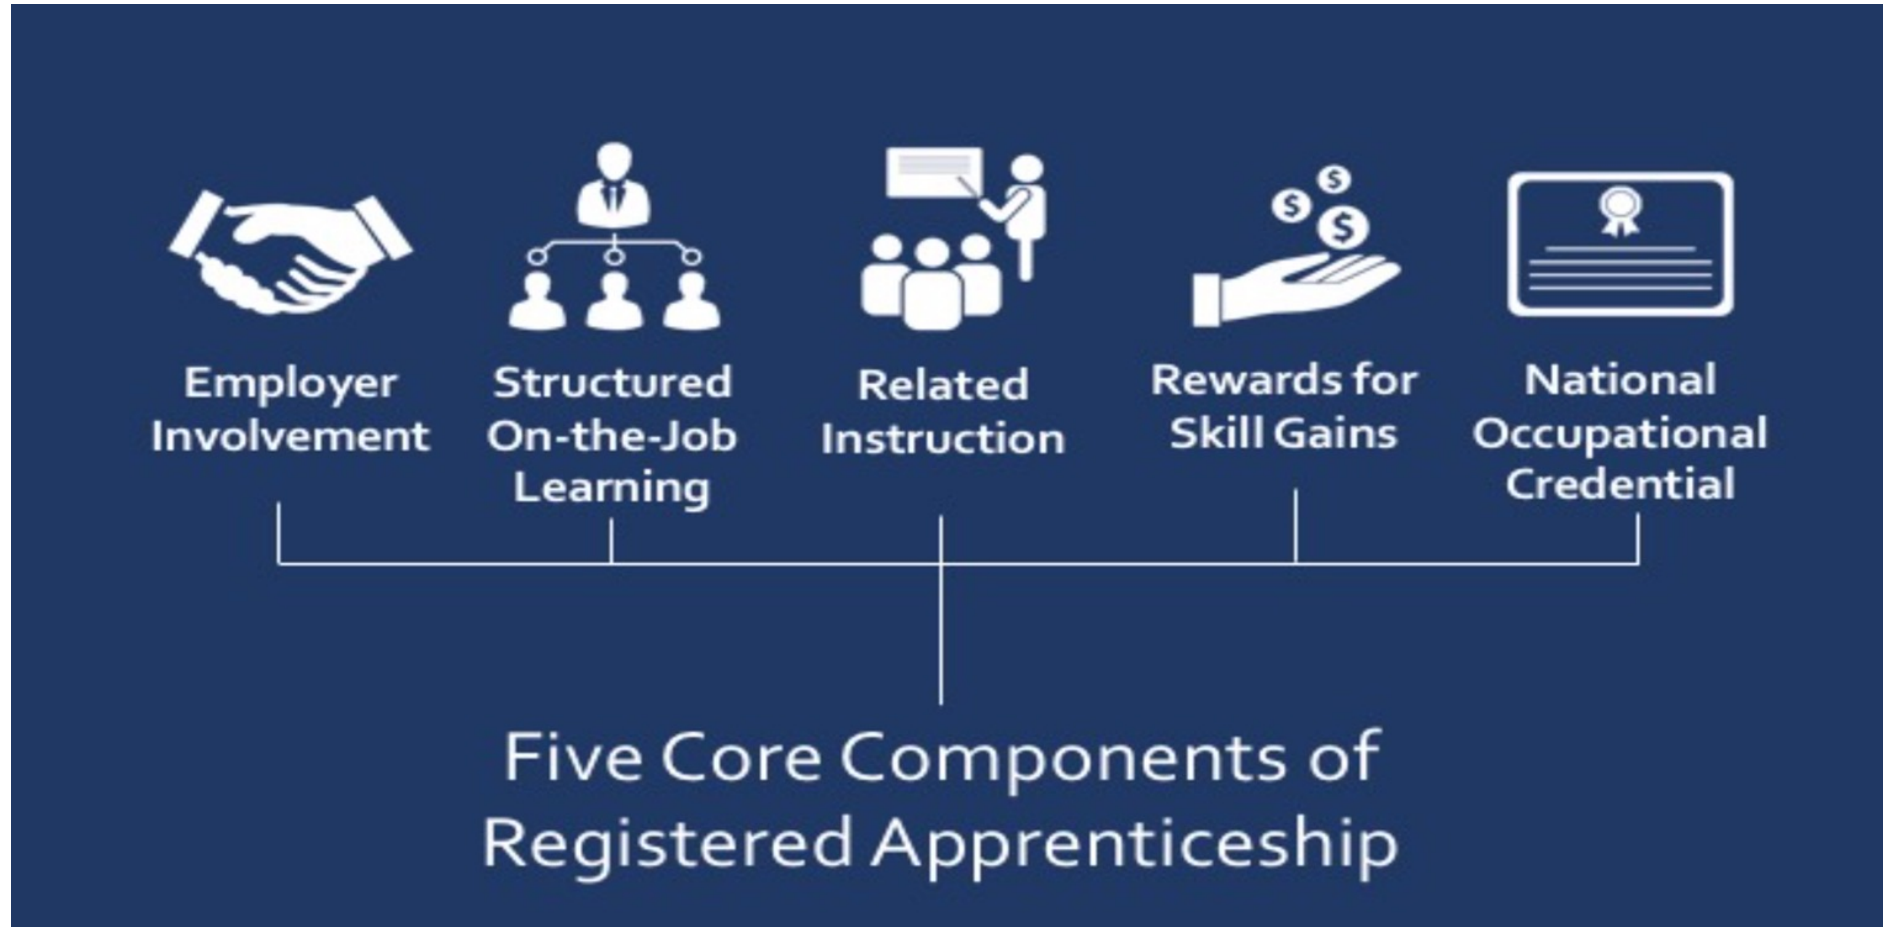 Employer
Involvement
Structured
On-the-Job
Learning
Related
Instruction
Rewards for
Skill Gains
National
Occupational
Credential
$
$
$
Five Core Components of
Registered Apprenticeship